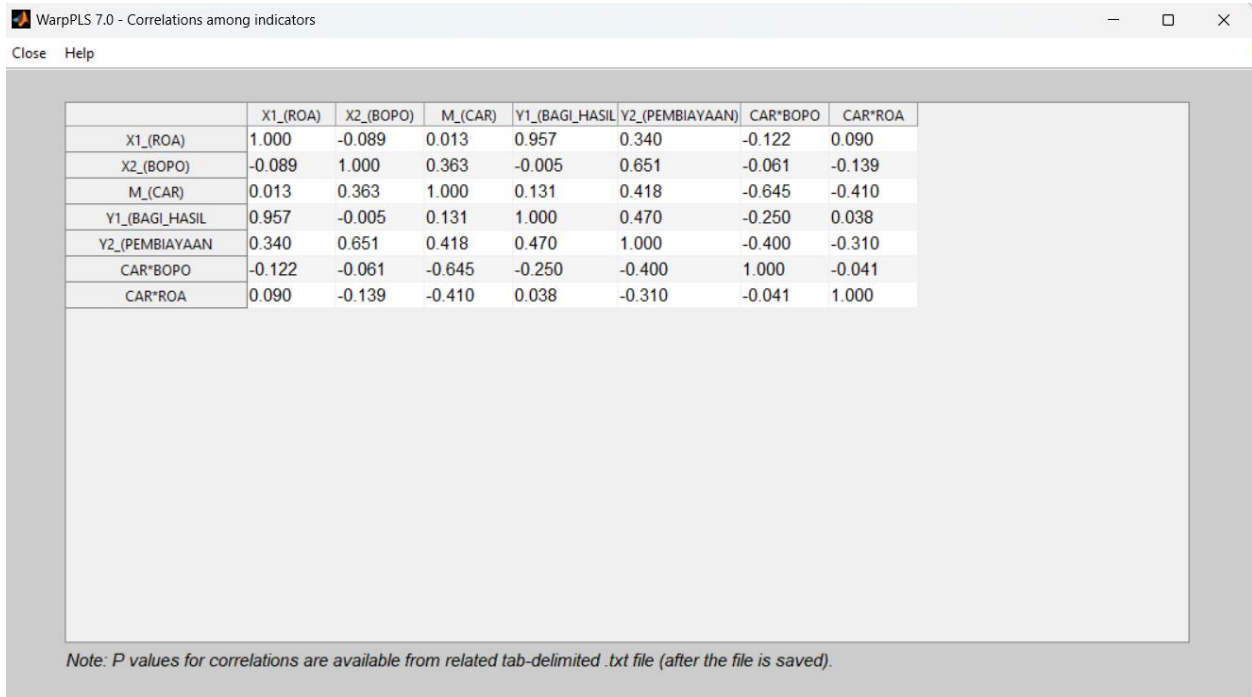 WarpPLS 7.0 - Correlations among indicators
Close Help
X1_(ROA) X2_(BOPO) M_(CAR) Y1_(BAGI_HASIL Y2_(PEMBIAYAAN) CAR*BOPO CAR*ROA
X1_(ROA) 1.000 -0.089 0.013 0.957 0.340 -0.122 0.090
X2_(BOPO) -0.089 1.000 0.363 -0.005 0.651 -0.061 -0.139
M_(CAR) 0.013 0.363 1.000 0.131 0.418 -0.645 -0.410
Y1_(BAGI_HASIL 0.957 -0.005 0.131 1.000 0.470 -0.250 0.038
Y2_(PEMBIAYAAN 0.340 0.651 0.418 0.470 1.000 -0.400 -0.310
CAR*BOPO -0.122 -0.061 -0.645 -0.250 -0.400 1.000 -0.041
CAR*ROA 0.090 -0.139 -0.410 0.038 -0.310 -0.041 1.000
Note: P values for correlations are available from related tab-delimited .txt file (after the file is saved).